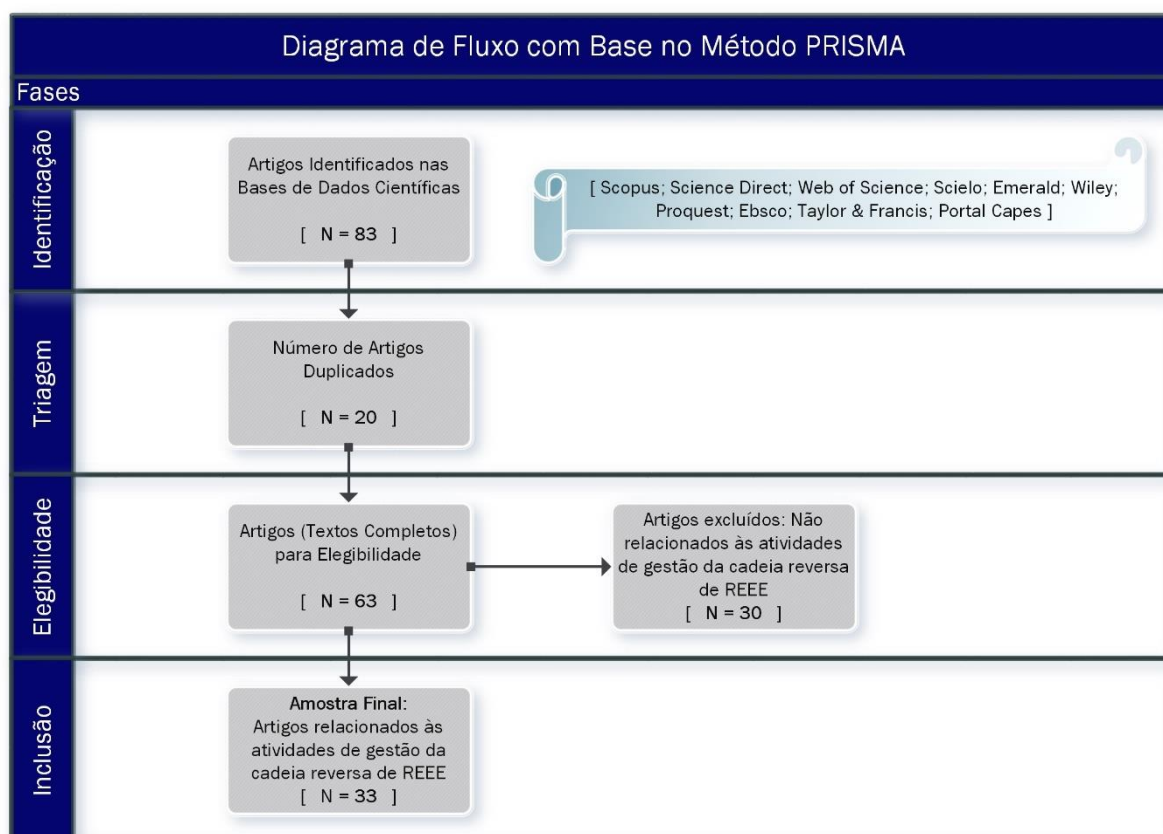 Diagrama de Fluxo com Base no Método PRISMA
Fases
Identificação
Artigos Identificados nas
Bases de Dados Científicas
[ N = 83 ]
[ Scopus; Science Direct; Web of Science; Scielo; Emerald; Wiley;
Proquest; Ebsco; Taylor & Francis; Portal Capes ]
Triagem
Número de Artigos
Duplicados
[ N = 20 ]
Elegibilidade
Artigos (Textos Completos)
para Elegibilidade
[ N = 63 ]
Artigos excluídos: Não
relacionados às atividades
de gestão da cadeia reversa
de REEE
[ N = 30 ]
Inclusão
Amostra Final:
Artigos relacionados às
atividades de gestão da
cadeia reversa de REEE
[ N = 33 ]